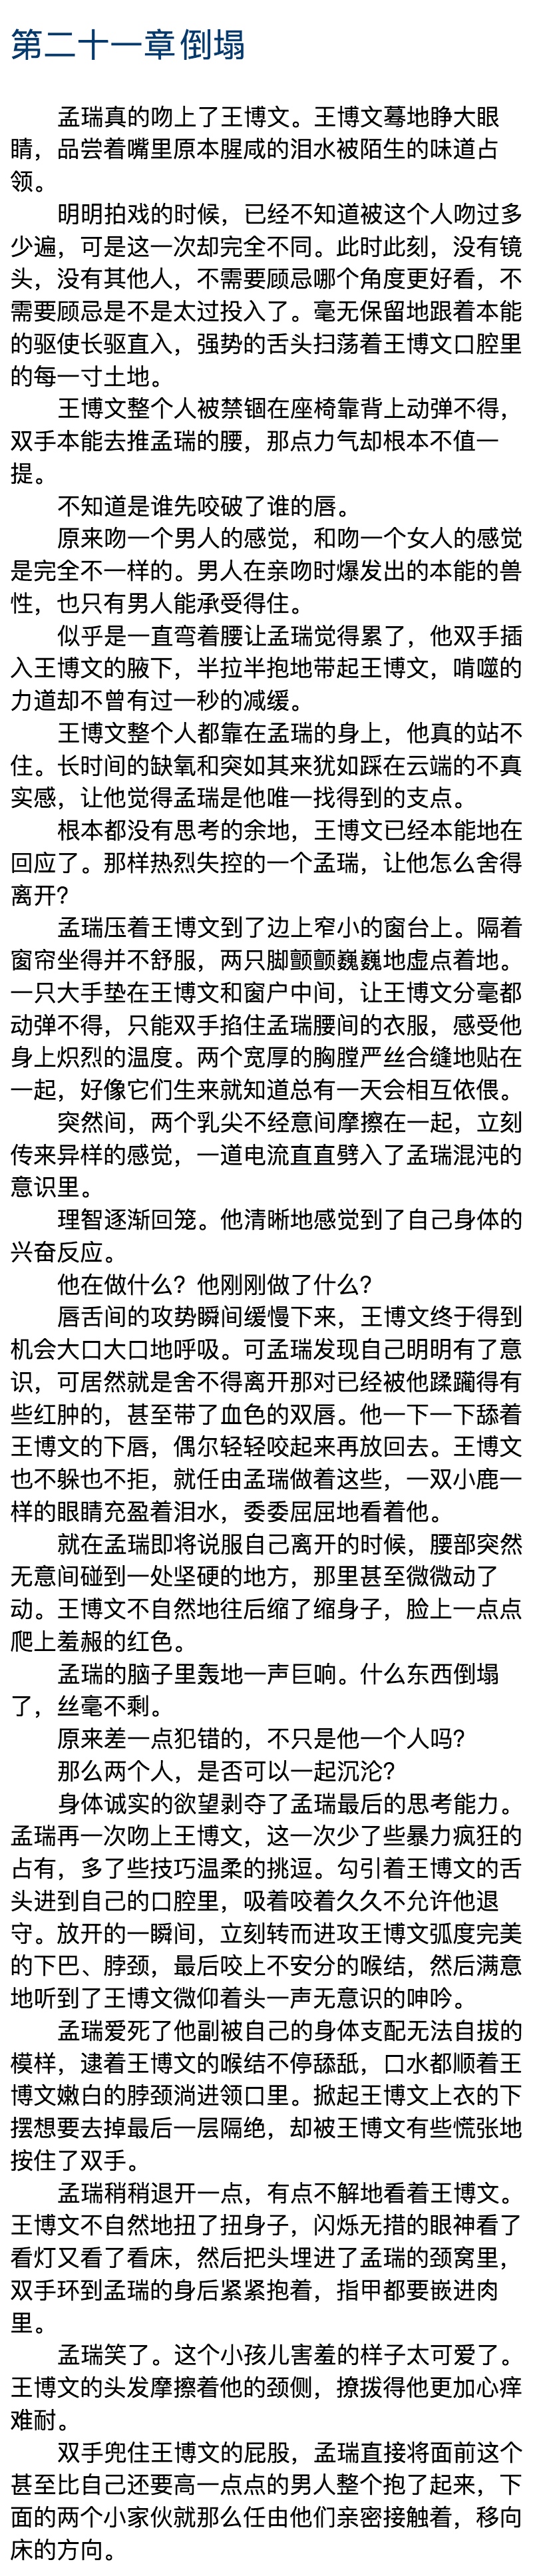 第二十一章 倒塌
孟瑞真的吻上了王博文。王博文蓦地睁大眼
睛，品尝着嘴里原本腥咸的泪水被陌生的味道占
领。
明明拍戏的时候，已经不知道被这个人吻过多
少遍，可是这一次却完全不同。此时此刻，没有镜
头，没有其他人，不需要顾忌哪个角度更好看，不
需要顾忌是不是太过投入了。毫无保留地跟着本能
的驱使长驱直入，强势的舌头扫荡着王博文口腔里
的每一寸土地。
王博文整个人被禁锢在座椅靠背上动弹不得，
双手本能去推孟瑞的腰，那点力气却根本不值一
提。
不知道是谁先咬破了谁的唇。
原来吻一个男人的感觉，和吻一个女人的感觉
是完全不一样的。男人在亲吻时爆发出的本能的兽
性，也只有男人能承受得住。
似乎是一直弯着腰让孟瑞觉得累了，他双手插
入王博文的腋下，半拉半抱地带起王博文，啃噬的
力道却不曾有过一秒的减缓。
王博文整个人都靠在孟瑞的身上，他真的站不
住。长时间的缺氧和突如其来犹如踩在云端的不真
实感，让他觉得孟瑞是他唯一找得到的支点。
根本都没有思考的余地，王博文已经本能地在
回应了。那样热烈失控的一个孟瑞，让他怎么舍得
离开？
孟瑞压着王博文到了边上窄小的窗台上。隔着
窗帘坐得并不舒服，两只脚颤颤巍巍地虚点着地。
一只大手垫在王博文和窗户中间，让王博文分毫都
动弹不得，只能双手掐住孟瑞腰间的衣服，感受他
身上炽烈的温度。两个宽厚的胸膛严丝合缝地贴在
一起，好像它们生来就知道总有一天会相互依偎。
突然间，两个乳尖不经意间摩擦在一起，立刻
传来异样的感觉，一道电流直直劈入了孟瑞混沌的
意识里。
理智逐渐回笼。他清晰地感觉到了自己身体的
兴奋反应。
他在做什么？他刚刚做了什么？
唇舌间的攻势瞬间缓慢下来，王博文终于得到
机会大口大口地呼吸。可孟瑞发现自己明明有了意
识，可居然就是舍不得离开那对已经被他蹂躏得有
些红肿的，甚至带了血色的双唇。他一下一下舔着
王博文的下唇，偶尔轻轻咬起来再放回去。王博文
也不躲也不拒，就任由孟瑞做着这些，一双小鹿一
样的眼睛充盈着泪水，委委屈屈地看着他。
就在孟瑞即将说服自己离开的时候，腰部突然
无意间碰到一处坚硬的地方，那里甚至微微动了
动。王博文不自然地往后缩了缩身子，脸上一点点
爬上羞赧的红色。
孟瑞的脑子里轰地一声巨响。什么东西倒塌
了，丝毫不剩。
原来差一点犯错的，不只是他一个人吗？
那么两个人，是否可以一起沉沦？
身体诚实的欲望剥夺了孟瑞最后的思考能力。
孟瑞再一次吻上王博文，这一次少了些暴力疯狂的
占有，多了些技巧温柔的挑逗。勾引着王博文的舌
头进到自己的口腔里，吸着咬着久久不允许他退
守。放开的一瞬间，立刻转而进攻王博文弧度完美
的下巴、脖颈，最后咬上不安分的喉结，然后满意
地听到了王博文微仰着头一声无意识的呻吟。
孟瑞爱死了他副被自己的身体支配无法自拔的
模样，逮着王博文的喉结不停舔舐，口水都顺着王
博文嫩白的脖颈淌进领口里。掀起王博文上衣的下
摆想要去掉最后一层隔绝，却被王博文有些慌张地
按住了双手。
孟瑞稍稍退开一点，有点不解地看着王博文。
王博文不自然地扭了扭身子，闪烁无措的眼神看了
看灯又看了看床，然后把头埋进了孟瑞的颈窝里，
双手环到孟瑞的身后紧紧抱着，指甲都要嵌进肉
里。
孟瑞笑了。这个小孩儿害羞的样子太可爱了。
王博文的头发摩擦着他的颈侧，撩拨得他更加心痒
难耐。
双手兜住王博文的屁股，孟瑞直接将面前这个
甚至比自己还要高一点点的男人整个抱了起来，下
面的两个小家伙就那么任由他们亲密接触着，移向
床的方向。